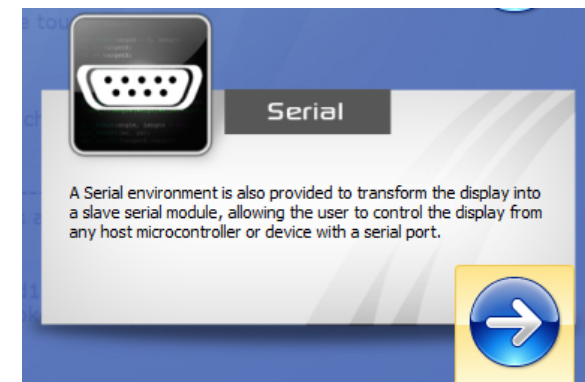 Serial
A Serial environment is also provided to transform the display into
a slave serial module, allowing the user to control the display from
any host microcontroller or device with a serial port.